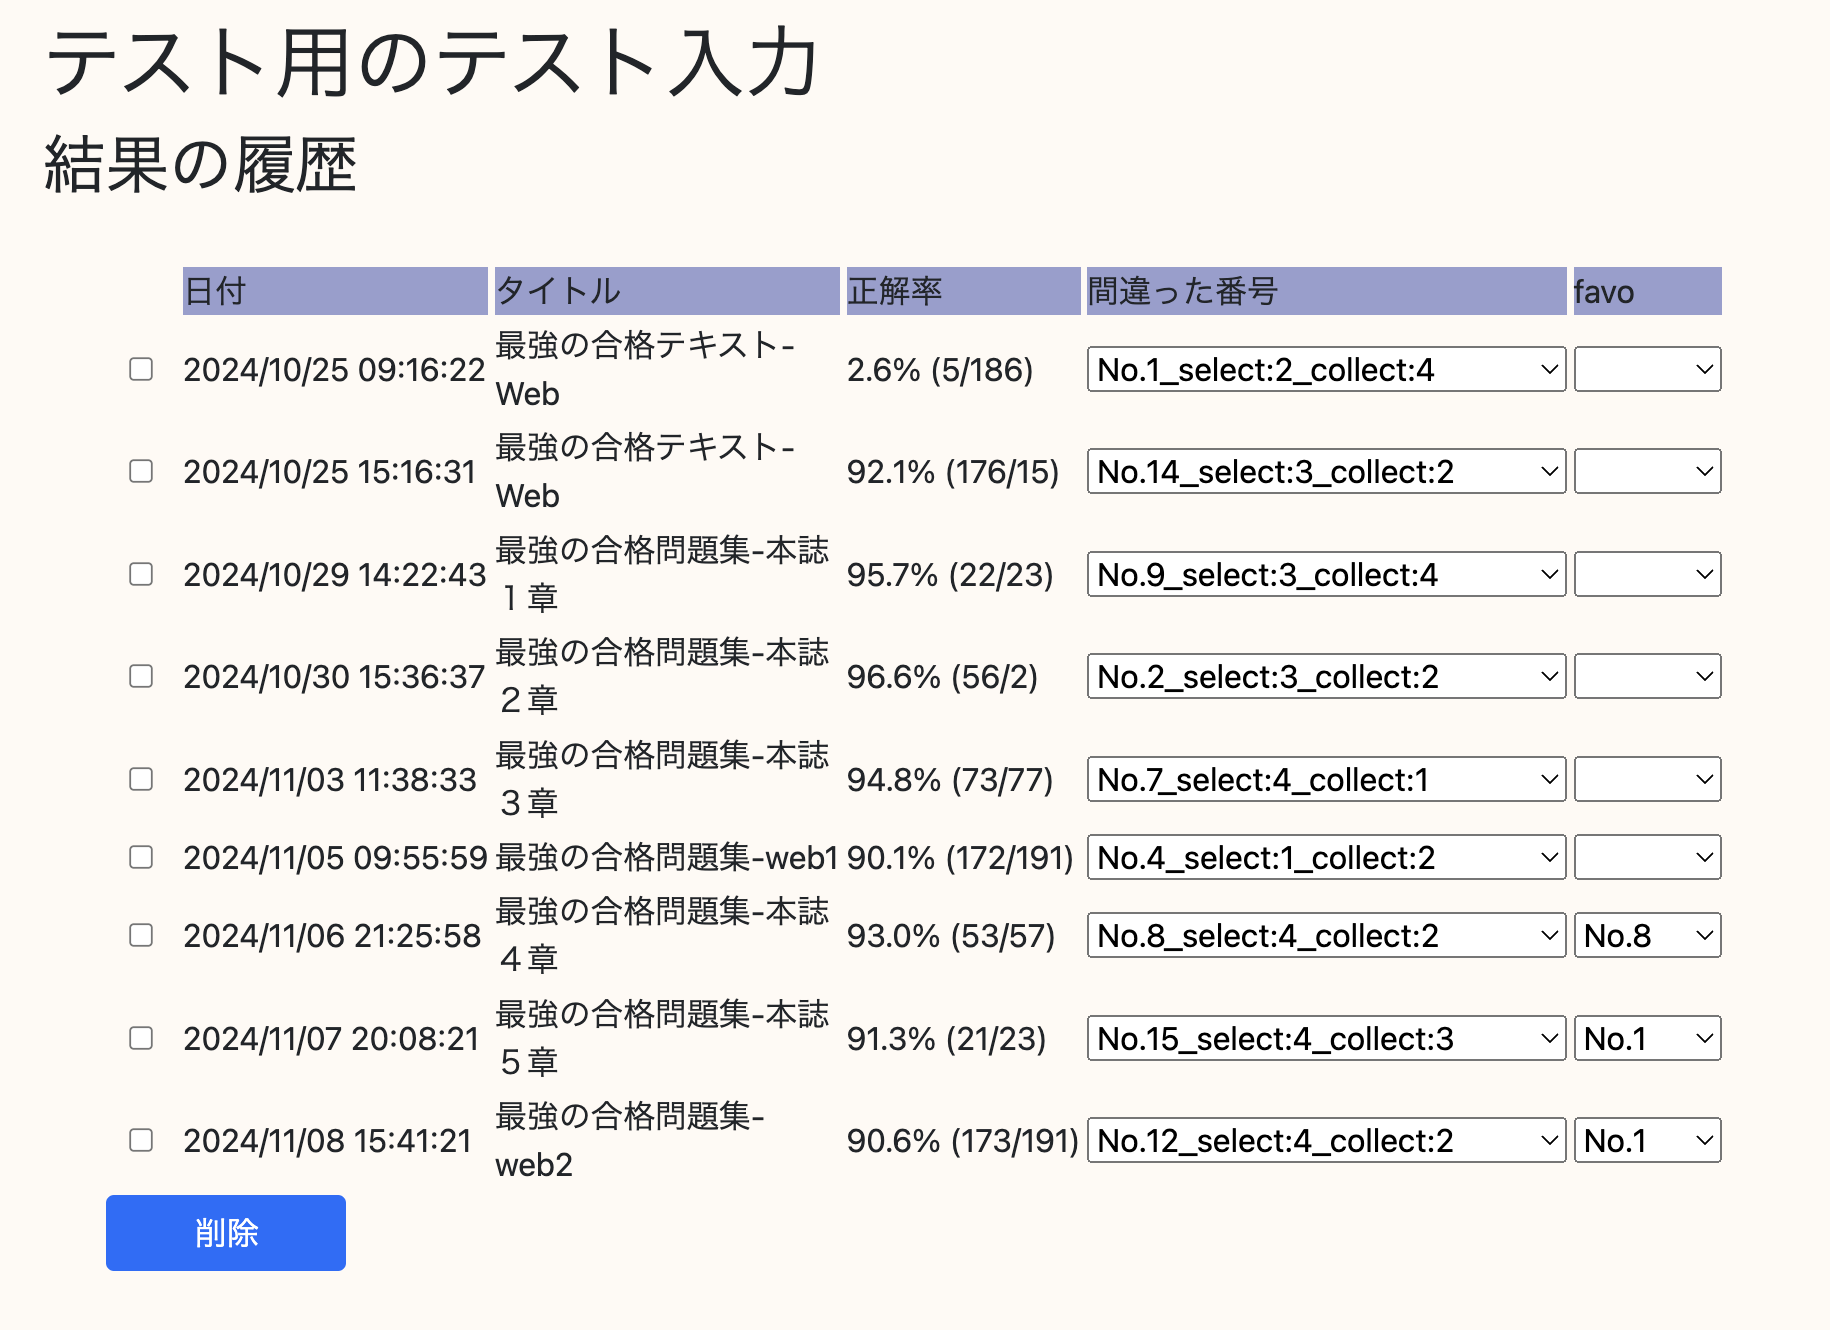 テスト用のテスト入力
結果の履歴
日付 タイトル 正解率 間違った番号 favo
2024/10/25 09:16:22 最強の合格テキスト-
Web 2.6% (5/186) No.1_select:2_collect:4
2024/10/25 15:16:31 最強の合格テキスト-
Web 92.1% (176/15) No.14_select:3_collect:2
2024/10/29 14:22:43 最強の合格問題集-本誌
１章 95.7% (22/23) No.9_select:3_collect:4
2024/10/30 15:36:37 最強の合格問題集-本誌
２章 96.6% (56/2) No.2_select:3_collect:2
2024/11/03 11:38:33 最強の合格問題集-本誌
３章 94.8% (73/77) No.7_select:4_collect:1
2024/11/05 09:55:59 最強の合格問題集-web1 90.1% (172/191) No.4_select:1_collect:2
2024/11/06 21:25:58 最強の合格問題集-本誌
４章 93.0% (53/57) No.8_select:4_collect:2 No.8
2024/11/07 20:08:21 最強の合格問題集-本誌
５章 91.3% (21/23) No.15_select:4_collect:3 No.1
2024/11/08 15:41:21 最強の合格問題集-
web2 90.6% (173/191) No.12_select:4_collect:2 No.1
削除